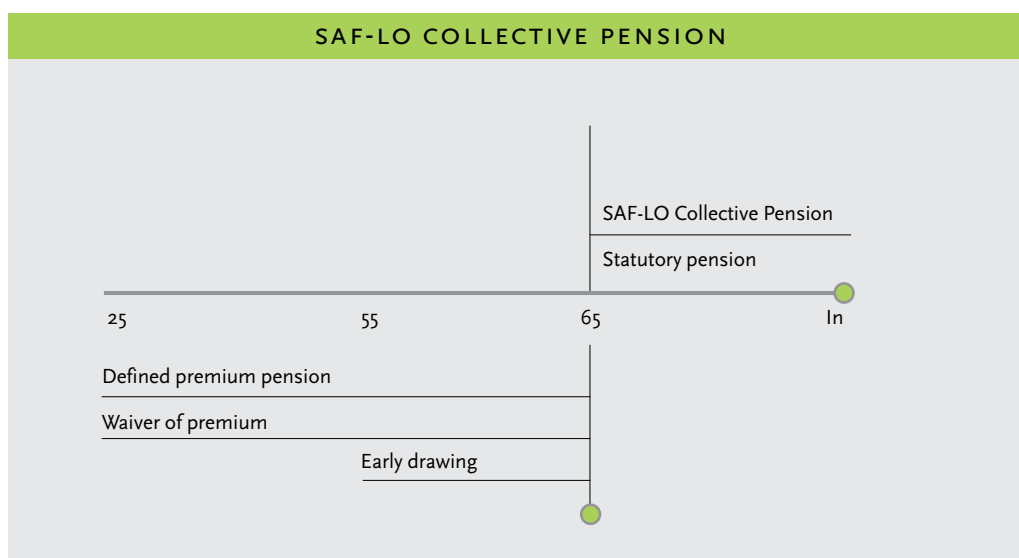 SAF-LO COLLECTIVE PENSION
SAF-LO Collective Pension
Statutory pension
25 55 65 In
Defined premium pension
Waiver of premium
Early drawing